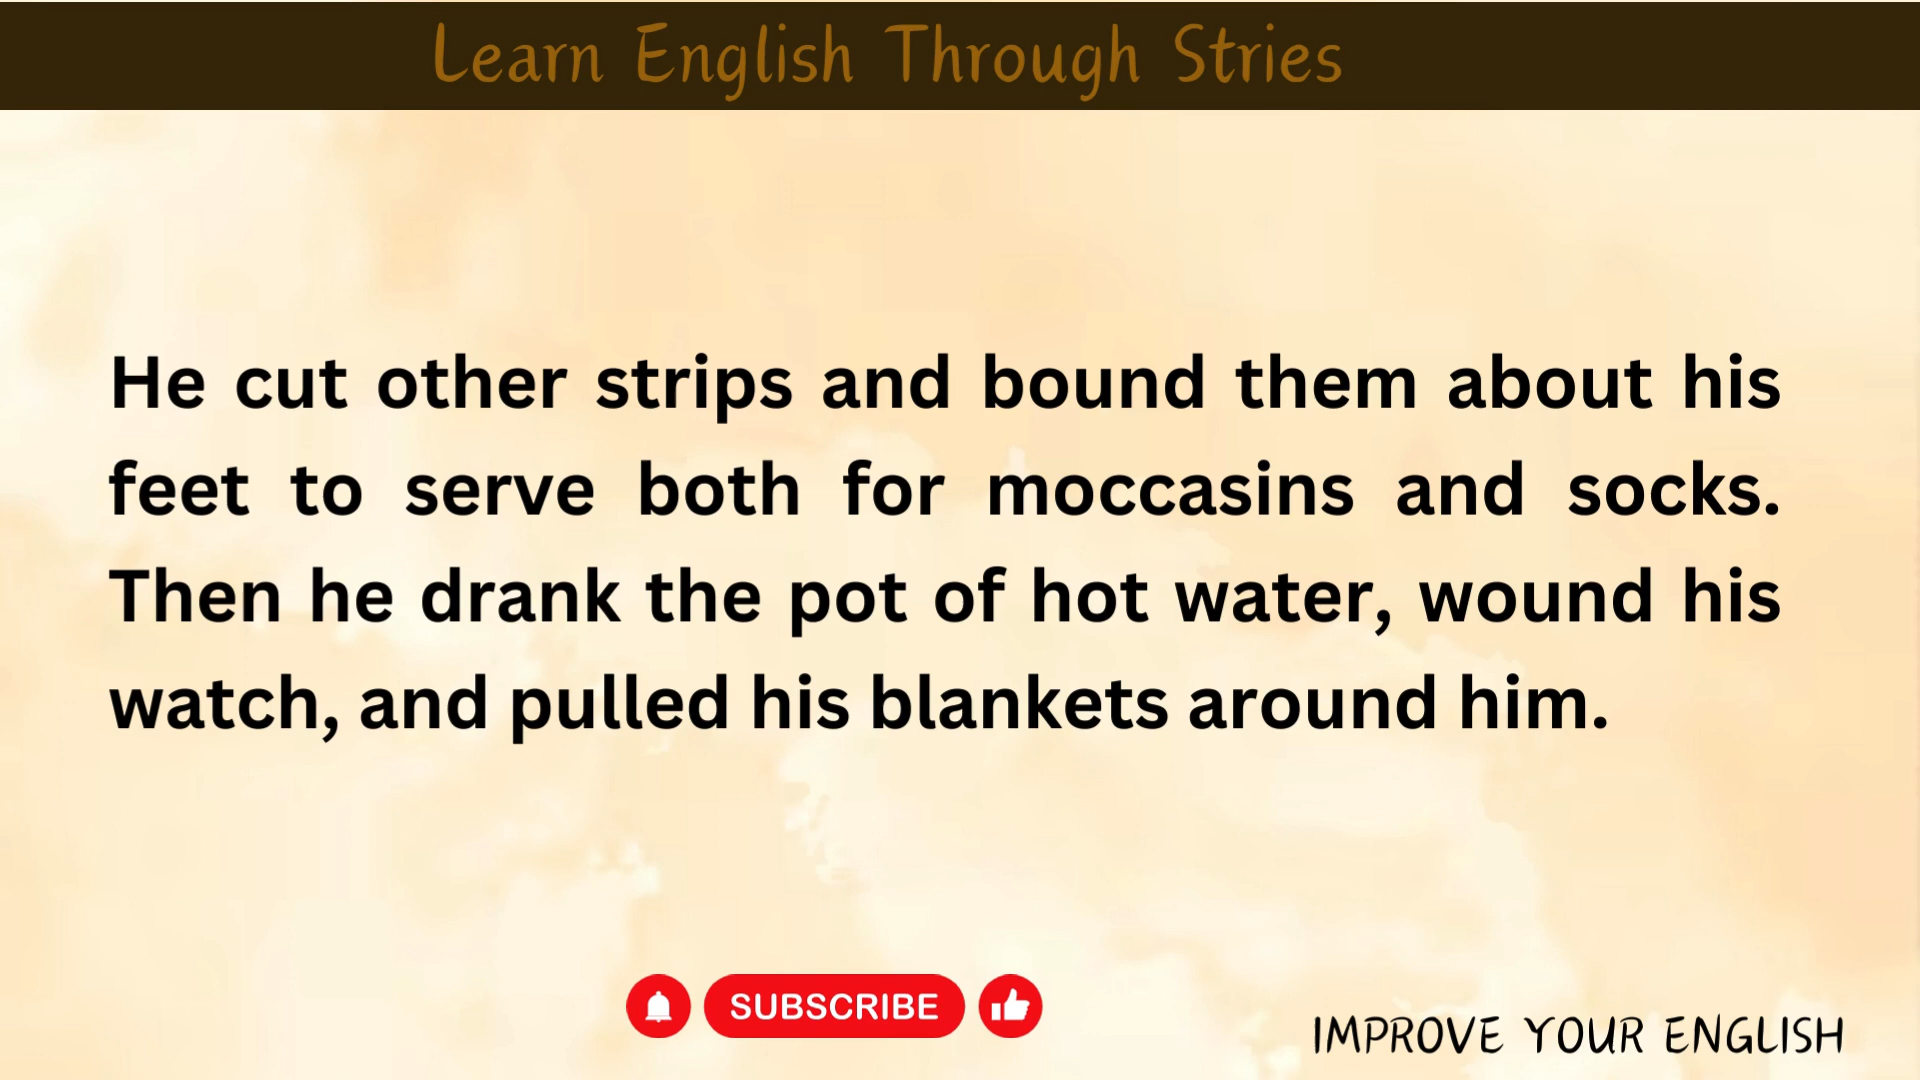 Learn English Through Stries
He cut other strips and bound them about his
feet to serve both for moccasins and socks.
Then he drank the pot of hot water, wound his
watch, and pulled his blankets around him.
SUBSCRIBE
IMPROVE YOUR ENGLISH